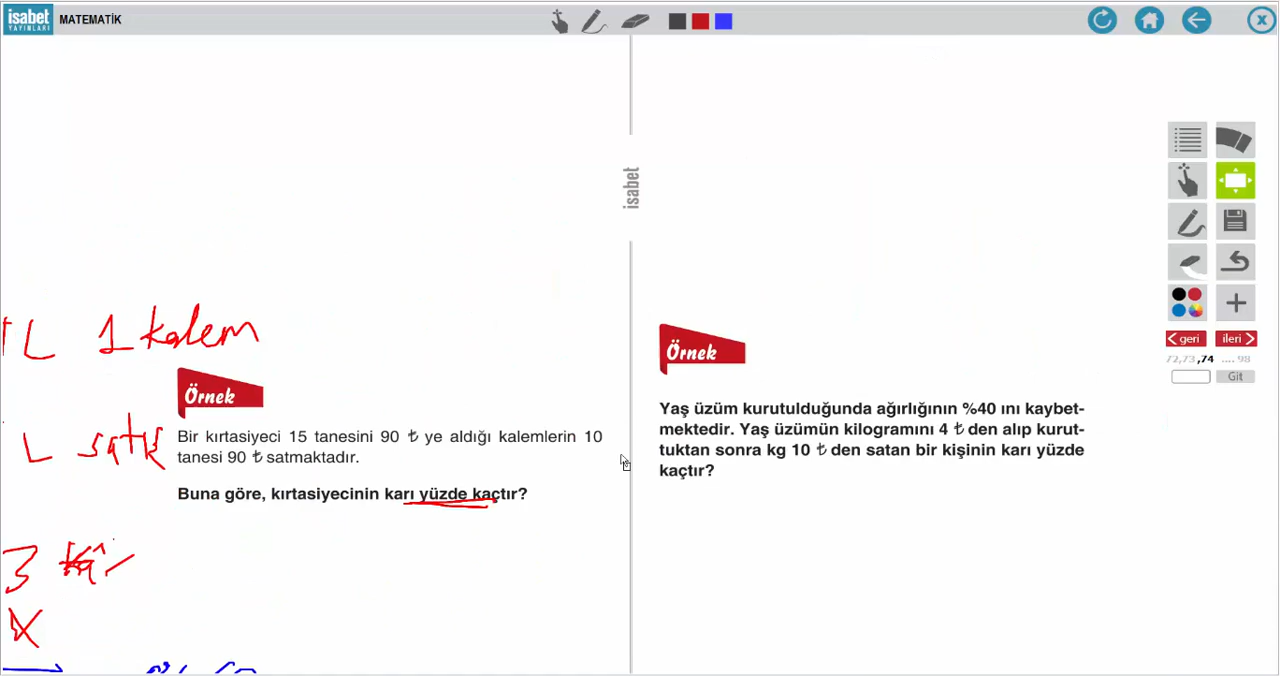 isabet
YAYINLARI
MATEMATİK
isabet
L 1 kalem
Örnek
L satış
Bir kırtasiyeci 15 tanesini 90 ₺ ye aldığı kalemlerin 10
tanesi 90 ₺ satmaktadır.
Buna göre, kırtasiyecinin karı yüzde kaçtır?
3 kâr
Örnek
Yaş üzüm kurutulduğunda ağırlığının %40 ını kaybet-
mektedir. Yaş üzümün kilogramını 4 ₺ den alıp kurut-
tuktan sonra kg 10 ₺ den satan bir kişinin karı yüzde
kaçtır?
geri
ileri
72,73,74 .... 98
Git